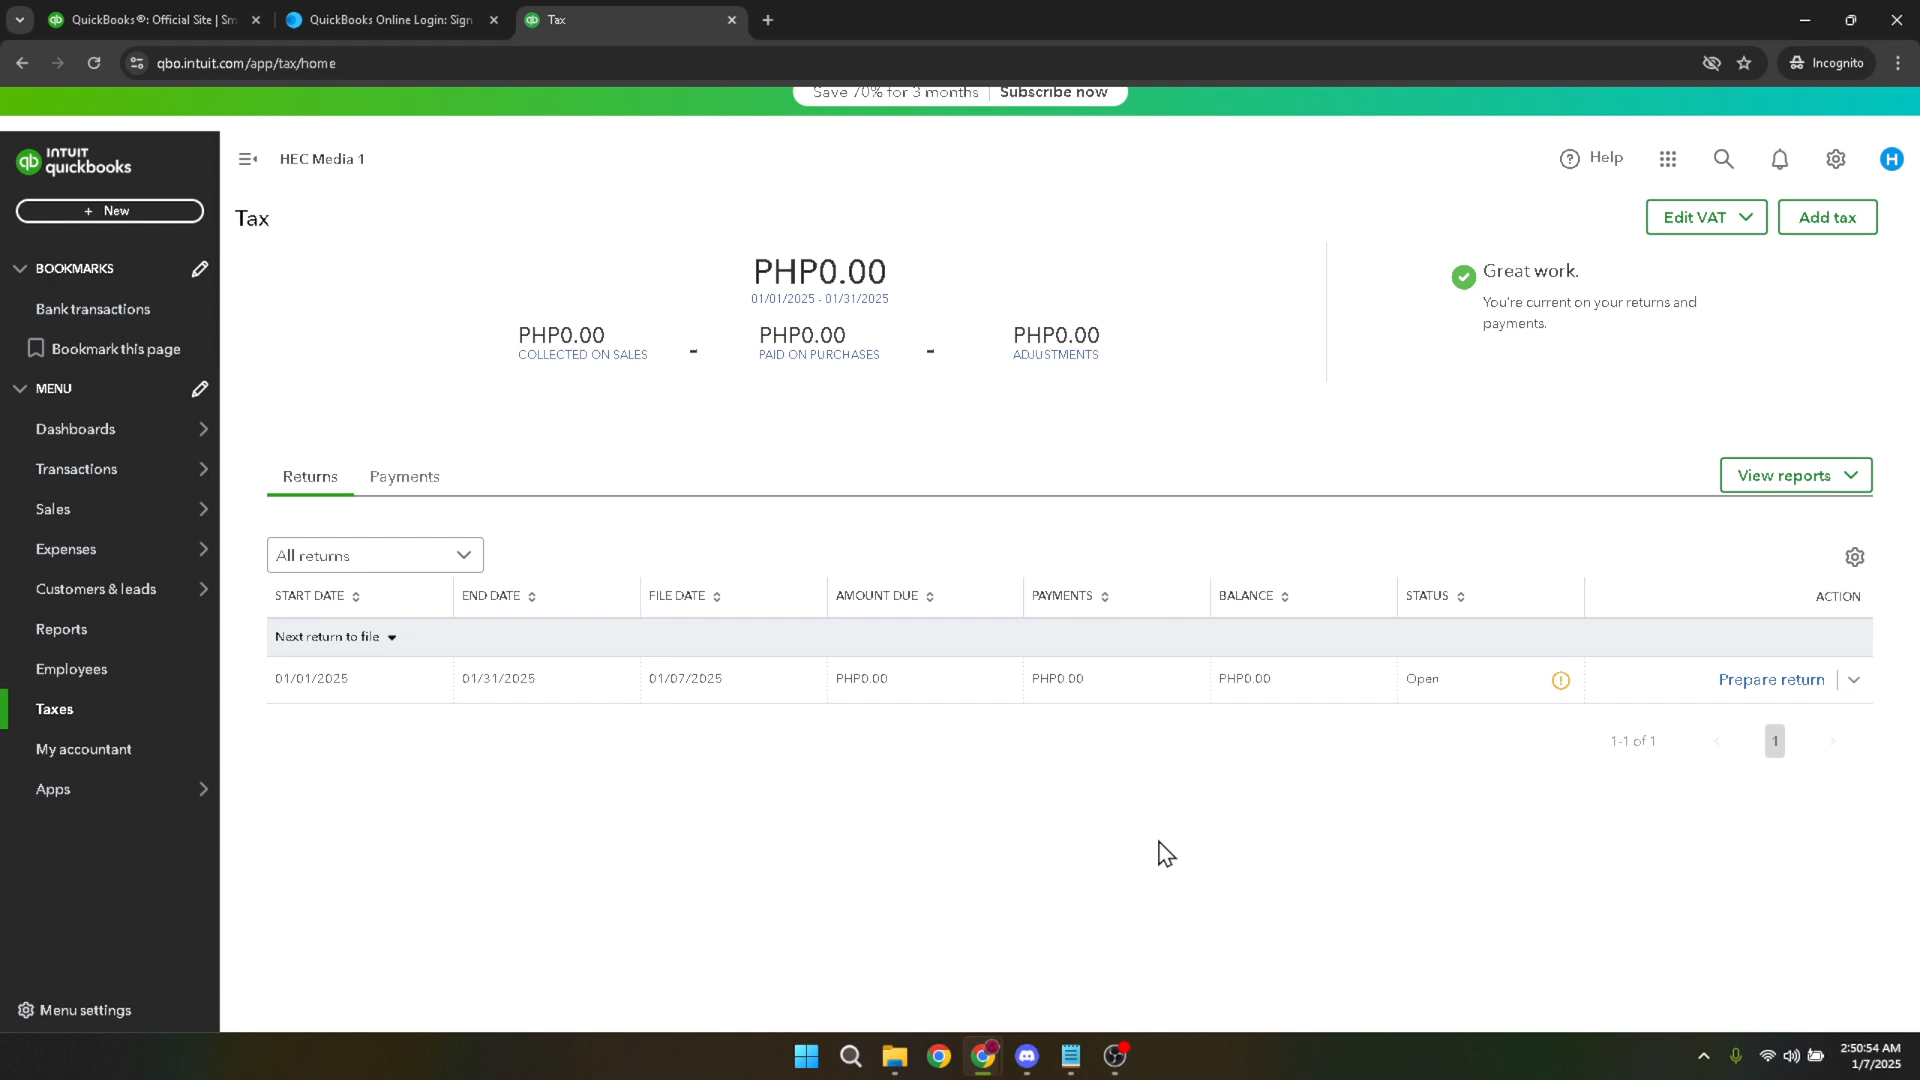 QuickBooks®: Official Site | Sm
QuickBooks Online Login: Sign
Tax
qbo.intuit.com/app/tax/home
Incognito
Save 70% for 3 months
Subscribe now
INTUIT
quickbooks
HEC Media 1
Help
H
+ New
Tax
Edit VAT
Add tax
BOOKMARKS
Bank transactions
Bookmark this page
MENU
Dashboards
Transactions
Sales
Expenses
Customers & leads
Reports
Employees
Taxes
My accountant
Apps
Menu settings
PHP0.00
01/01/2025 - 01/31/2025
PHP0.00
COLLECTED ON SALES
-
PHP0.00
PAID ON PURCHASES
-
PHP0.00
ADJUSTMENTS
Great work.
You're current on your returns and
payments.
Returns
Payments
View reports
All returns
START DATE END DATE FILE DATE AMOUNT DUE PAYMENTS BALANCE STATUS ACTION
Next return to file
01/01/2025 01/31/2025 01/07/2025 PHP0.00 PHP0.00 PHP0.00 Open Prepare return
1-1 of 1
1
2:50:54 AM
1/7/2025